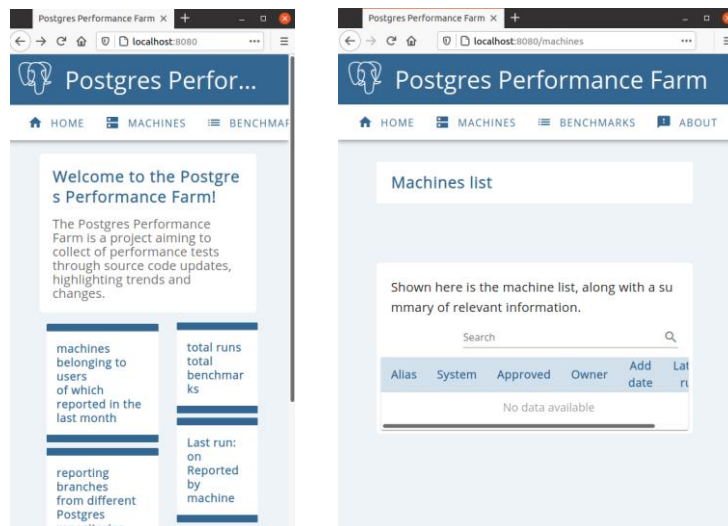 Postgres Performance Farm
localhost:8080
Postgres Perfor...
HOME MACHINES BENCHMAR
Welcome to the Postgre
s Performance Farm!
The Postgres Performance
Farm is a project aiming to
collect of performance tests
through source code updates,
highlighting trends and
changes.
machines
belonging to
users
of which
reported in the
last month
total runs
total
benchmar
ks
Last run:
on
Reported
by
machine
reporting
branches
from different
Postgres
Postgres Performance Farm
localhost:8080/machines
Postgres Performance Farm
HOME MACHINES BENCHMARKS ABOUT
Machines list
Shown here is the machine list, along with a su
mmary of relevant information.
Search
Alias System Approved Owner Add date Lat
No data available